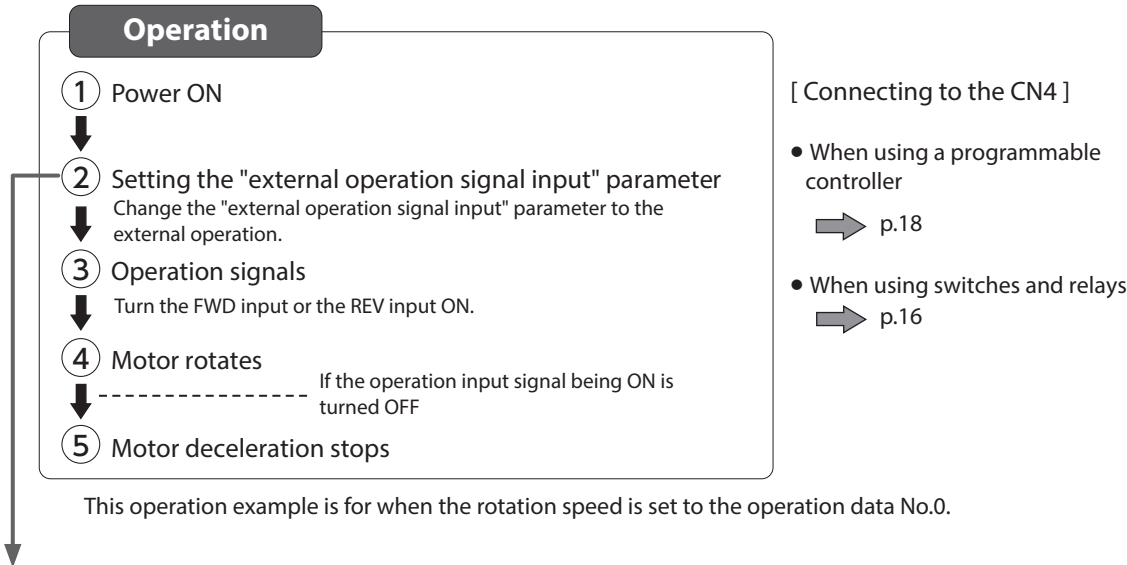 Operation
① Power ON
② Setting the "external operation signal input" parameter
Change the "external operation signal input" parameter to the
external operation.
③ Operation signals
Turn the FWD input or the REV input ON.
④ Motor rotates
If the operation input signal being ON is
turned OFF
⑤ Motor deceleration stops
[ Connecting to the CN4 ]
• When using a programmable
controller
p.18
• When using switches and relays
p.16
This operation example is for when the rotation speed is set to the operation data No.0.